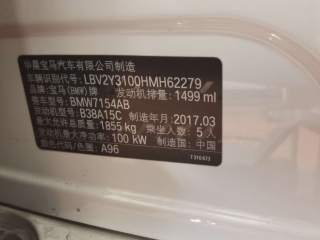 华晨宝马汽车有限公司制造
车辆识别代号: LBV2Y3100HMH62279
品牌: 宝马(BMW)牌 发动机排量: 1499 ml
乘车型号: BMW7154AB
发动机型号: B38A15C 制造年月: 2017.03
最大允许总质量: 1855 kg 乘坐人数: 5人
发动机最大净功率: 100 kW 制造国: 中国
颜色代码/色系: A96